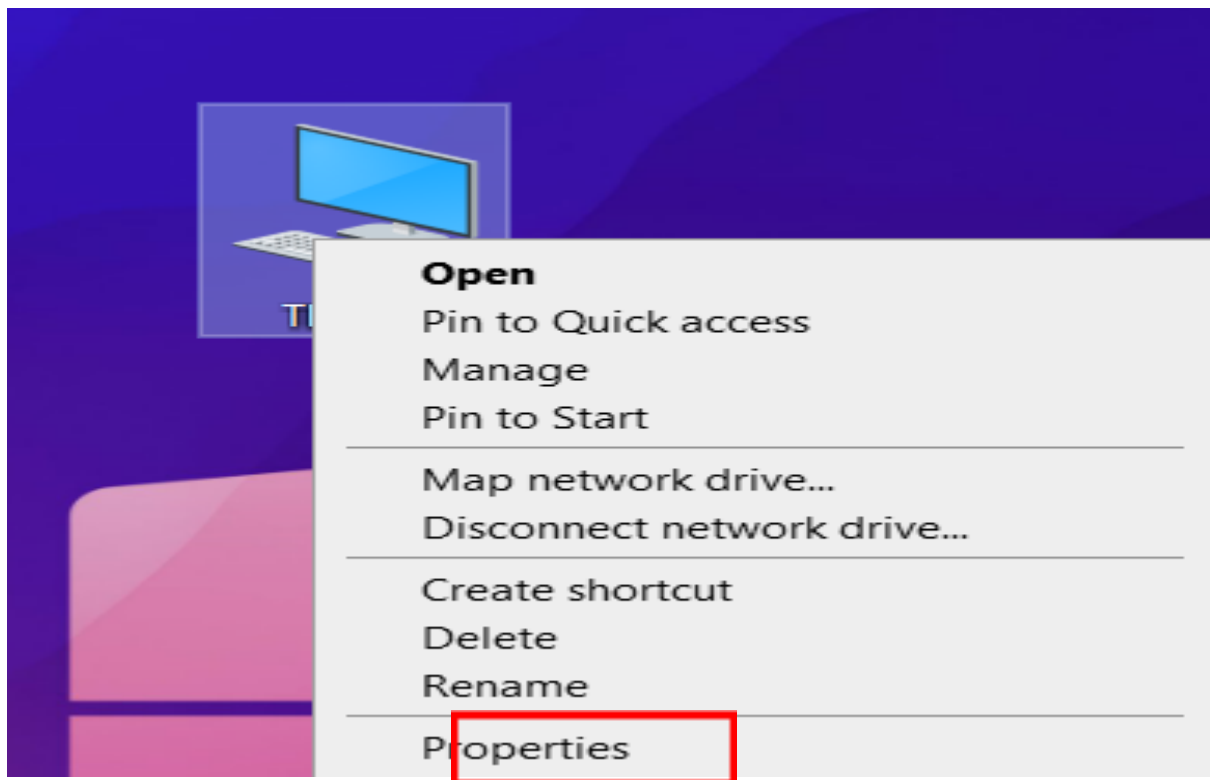 Open
Pin to Quick access
Manage
Pin to Start
Map network drive...
Disconnect network drive...
Create shortcut
Delete
Rename
Properties